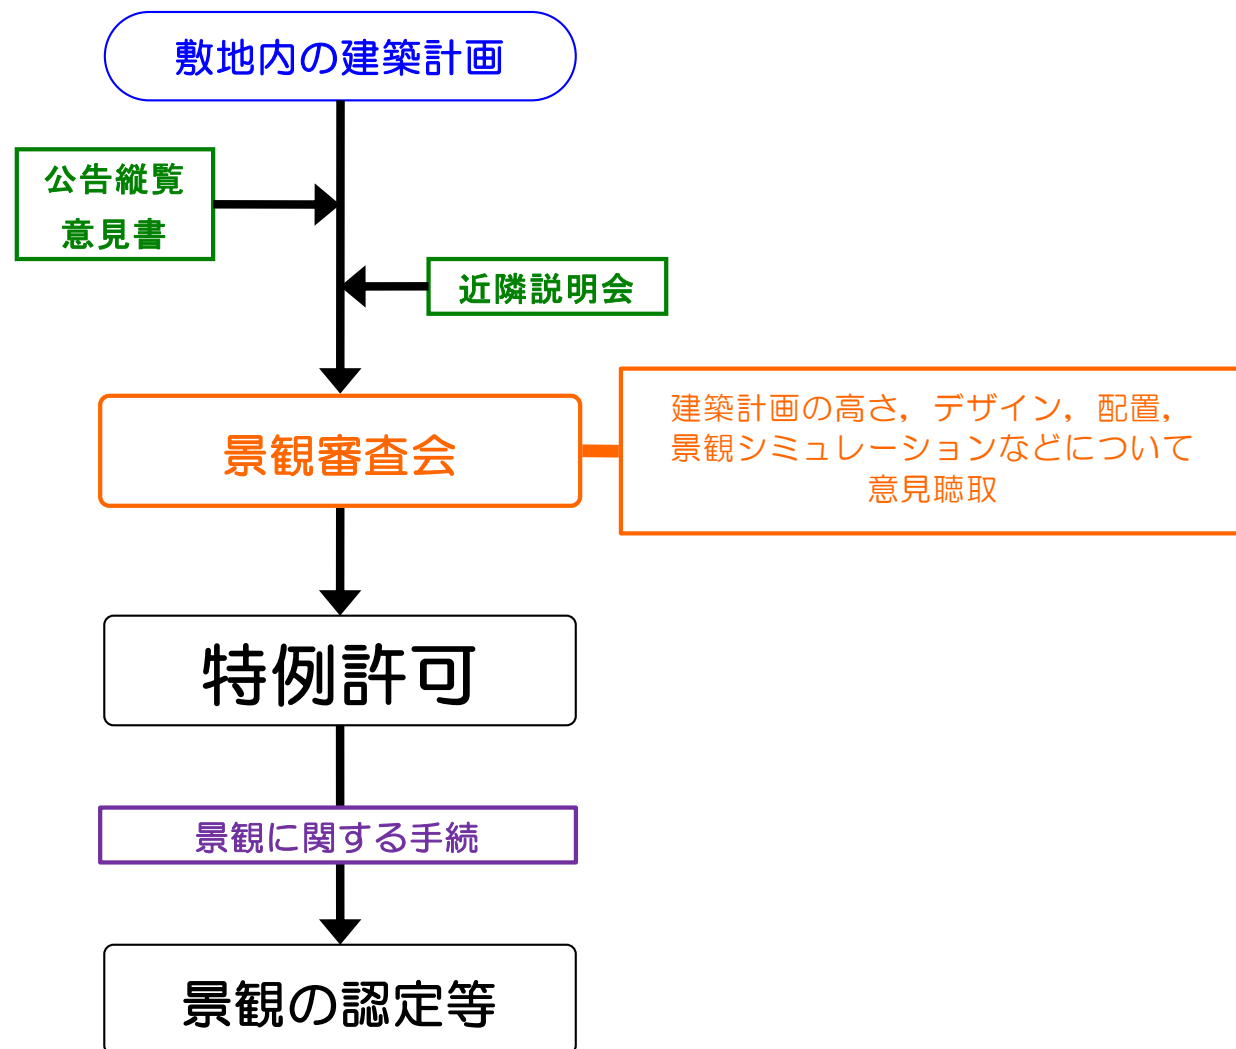 敷地内の建築計画
公告縦覧
意見書
近隣説明会
景観審査会
建築計画の高さ，デザイン，配置，
景観シミュレーションなどについて
意見聴取
特例許可
景観に関する手続
景観の認定等